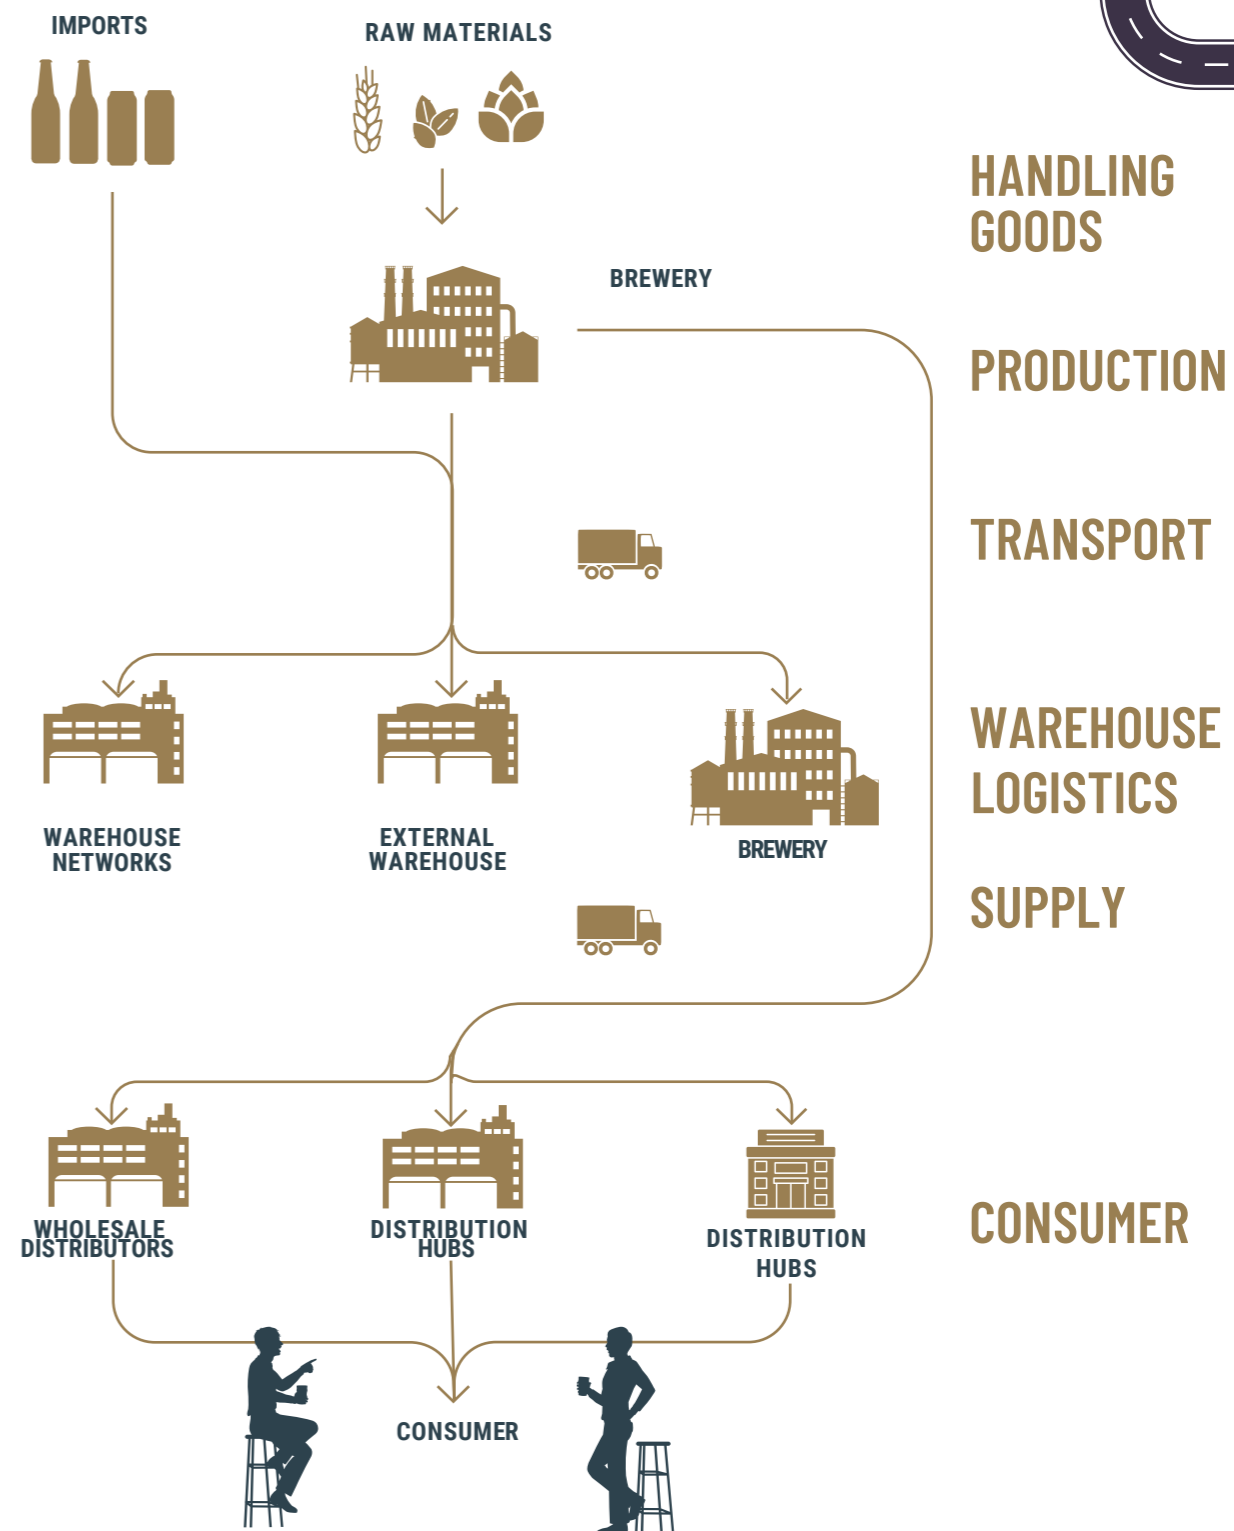 IMPORTS
RAW MATERIALS
HANDLING
GOODS
BREWERY
PRODUCTION
TRANSPORT
WAREHOUSE
LOGISTICS
WAREHOUSE
NETWORKS
EXTERNAL
WAREHOUSE
BREWERY
SUPPLY
WHOLESALE
DISTRIBUTORS
DISTRIBUTION
HUBS
DISTRIBUTION
HUBS
CONSUMER
CONSUMER